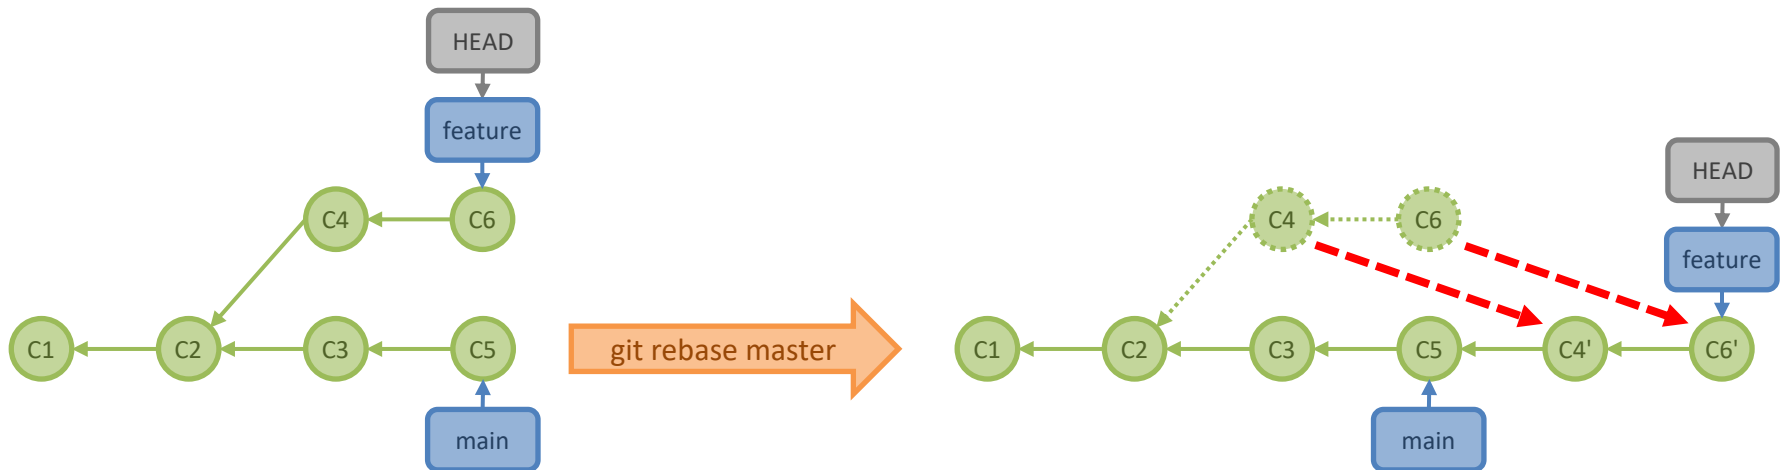 HEAD
feature
C4
C6
C1
C2
C3
C5
main
git rebase master
HEAD
feature
C4
C6
C1
C2
C3
C5
C4'
C6'
main